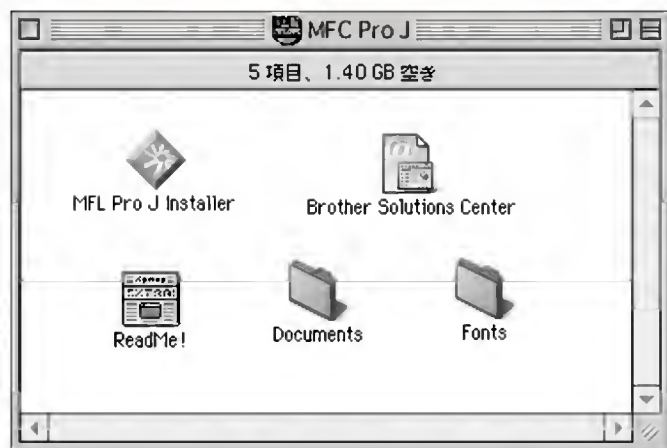 MFC Pro J
5 項目、1.40 GB 空き
MFL Pro J Installer
Brother Solutions Center
ReadMe!
Documents
Fonts